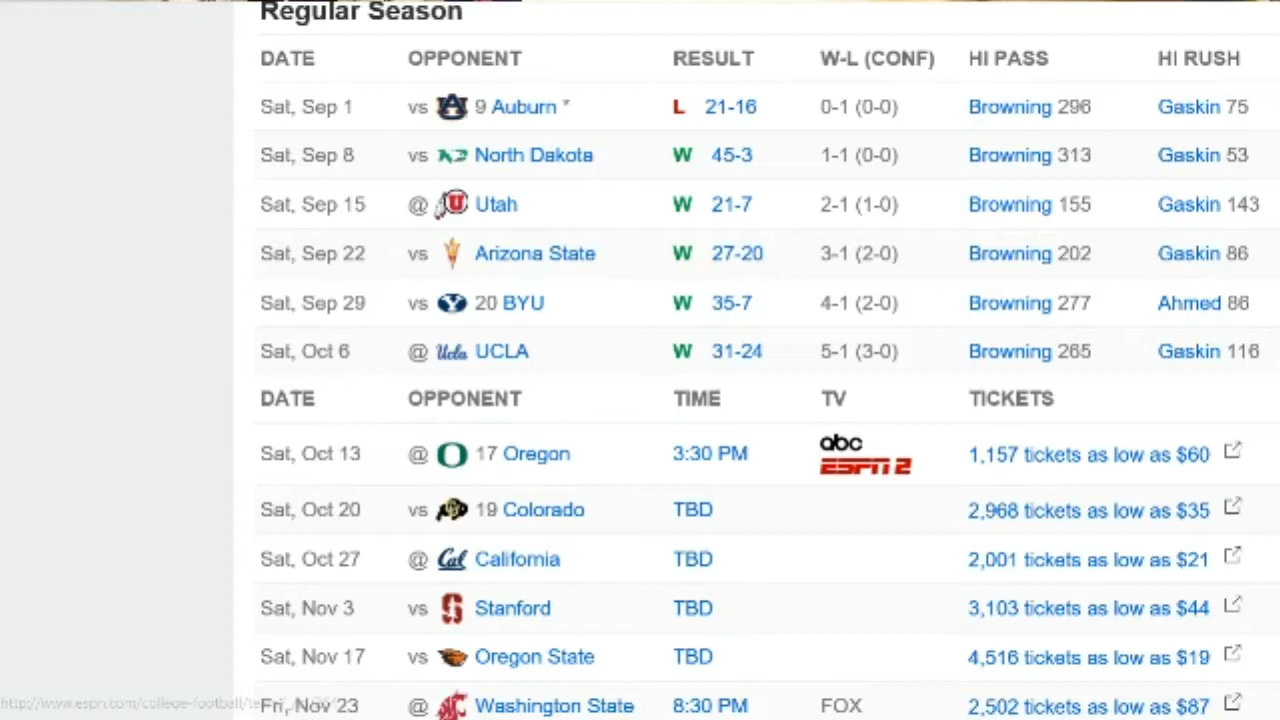 Regular Season
DATE OPPONENT RESULT W-L (CONF) HI PASS HI RUSH
Sat, Sep 1 vs 9 Auburn * L 21-16 0-1 (0-0) Browning 296 Gaskin 75
Sat, Sep 8 vs North Dakota W 45-3 1-1 (0-0) Browning 313 Gaskin 53
Sat, Sep 15 @ Utah W 21-7 2-1 (1-0) Browning 155 Gaskin 143
Sat, Sep 22 vs Arizona State W 27-20 3-1 (2-0) Browning 202 Gaskin 86
Sat, Sep 29 vs 20 BYU W 35-7 4-1 (2-0) Browning 277 Ahmed 86
Sat, Oct 6 @ Ucla UCLA W 31-24 5-1 (3-0) Browning 265 Gaskin 116
DATE OPPONENT TIME TV TICKETS
Sat, Oct 13 @ 17 Oregon 3:30 PM abc ESPN 2 1,157 tickets as low as $60
Sat, Oct 20 vs 19 Colorado TBD 2,968 tickets as low as $35
Sat, Oct 27 @ Cal California TBD 2,001 tickets as low as $21
Sat, Nov 3 vs Stanford TBD 3,103 tickets as low as $44
Sat, Nov 17 vs Oregon State TBD 4,516 tickets as low as $19
Fri, Nov 23 @ Washington State 8:30 PM FOX 2,502 tickets as low as $87